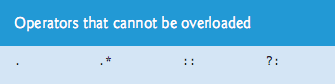 Operators that cannot be overloaded
. .* :: ?: